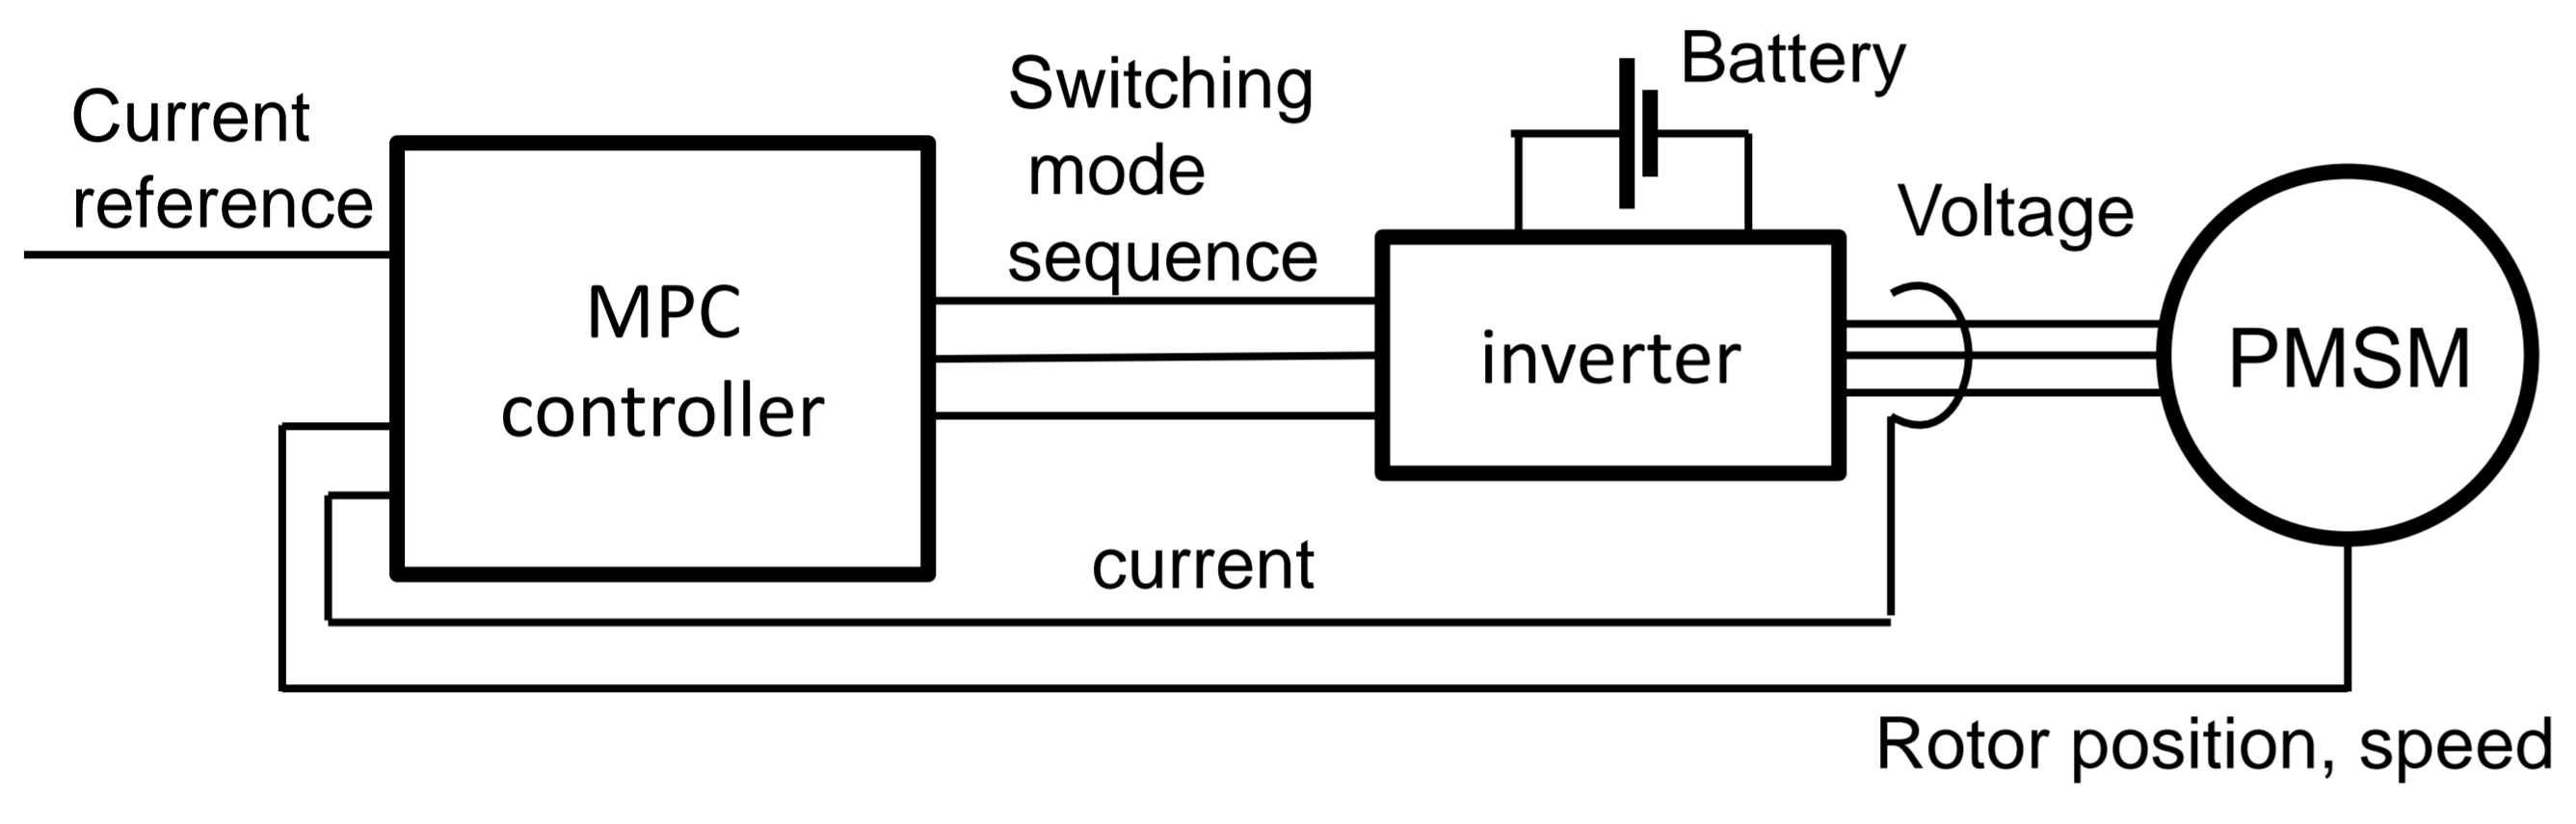 Current
reference
MPC
controller
Switching
mode
sequence
Battery
inverter
Voltage
PMSM
current
Rotor position, speed